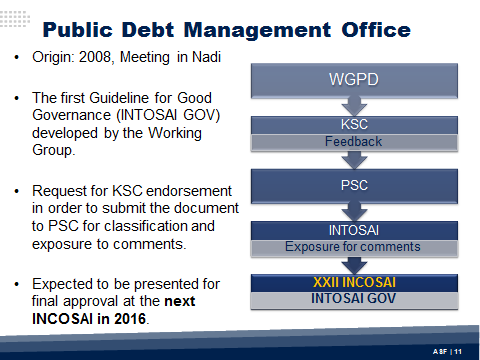 Public Debt Management Office
• Origin: 2008, Meeting in Nadi
• The first Guideline for Good
Governance (INTOSAI GOV)
developed by the Working
Group.
• Request for KSC endorsement
in order to submit the document
to PSC for classification and
exposure to comments.
• Expected to be presented for
final approval at the next
INCOSAI in 2016.
WGPD
KSC
Feedback
PSC
INTOSAI
Exposure for comments
XXII INCOSAI
INTOSAI GOV
ASF | 11